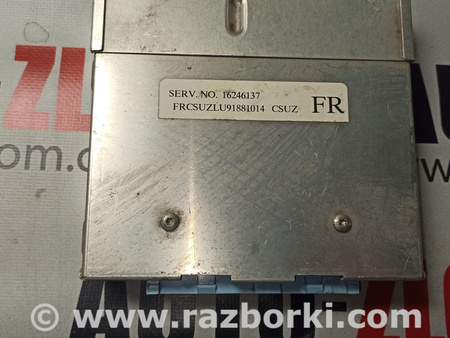 SERV. NO. 16246137
FRCSUZLU91881014 CSUZ FR
www.razborki.com